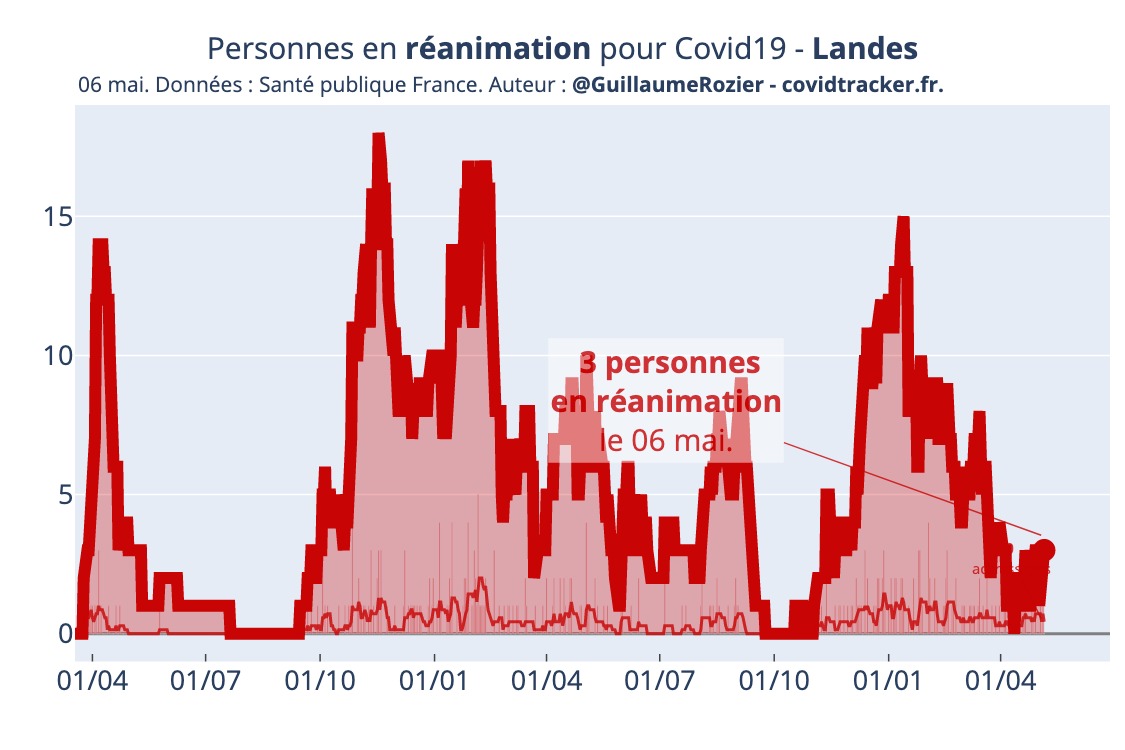 Personnes en réanimation pour Covid19 - Landes
06 mai. Données : Santé publique France. Auteur : @GuillaumeRozier - covidtracker.fr.
15
10
5
0
3 personnes
en réanimation
le 06 mai.
01/04 01/07 01/10 01/01 01/04 01/07 01/10 01/01 01/04